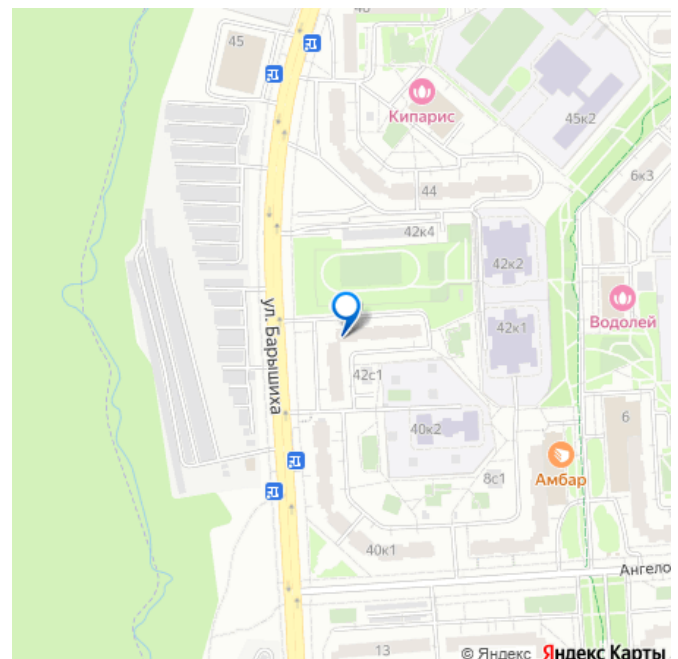 46
45
Кипарис
45к2
6к3
44
42к4
42к2
Водолей
ул. Барышиха
42к1
42с1
40к2
6
8с1
Амбар
40к1
Ангело
13
© Яндекс Яндекс Карты